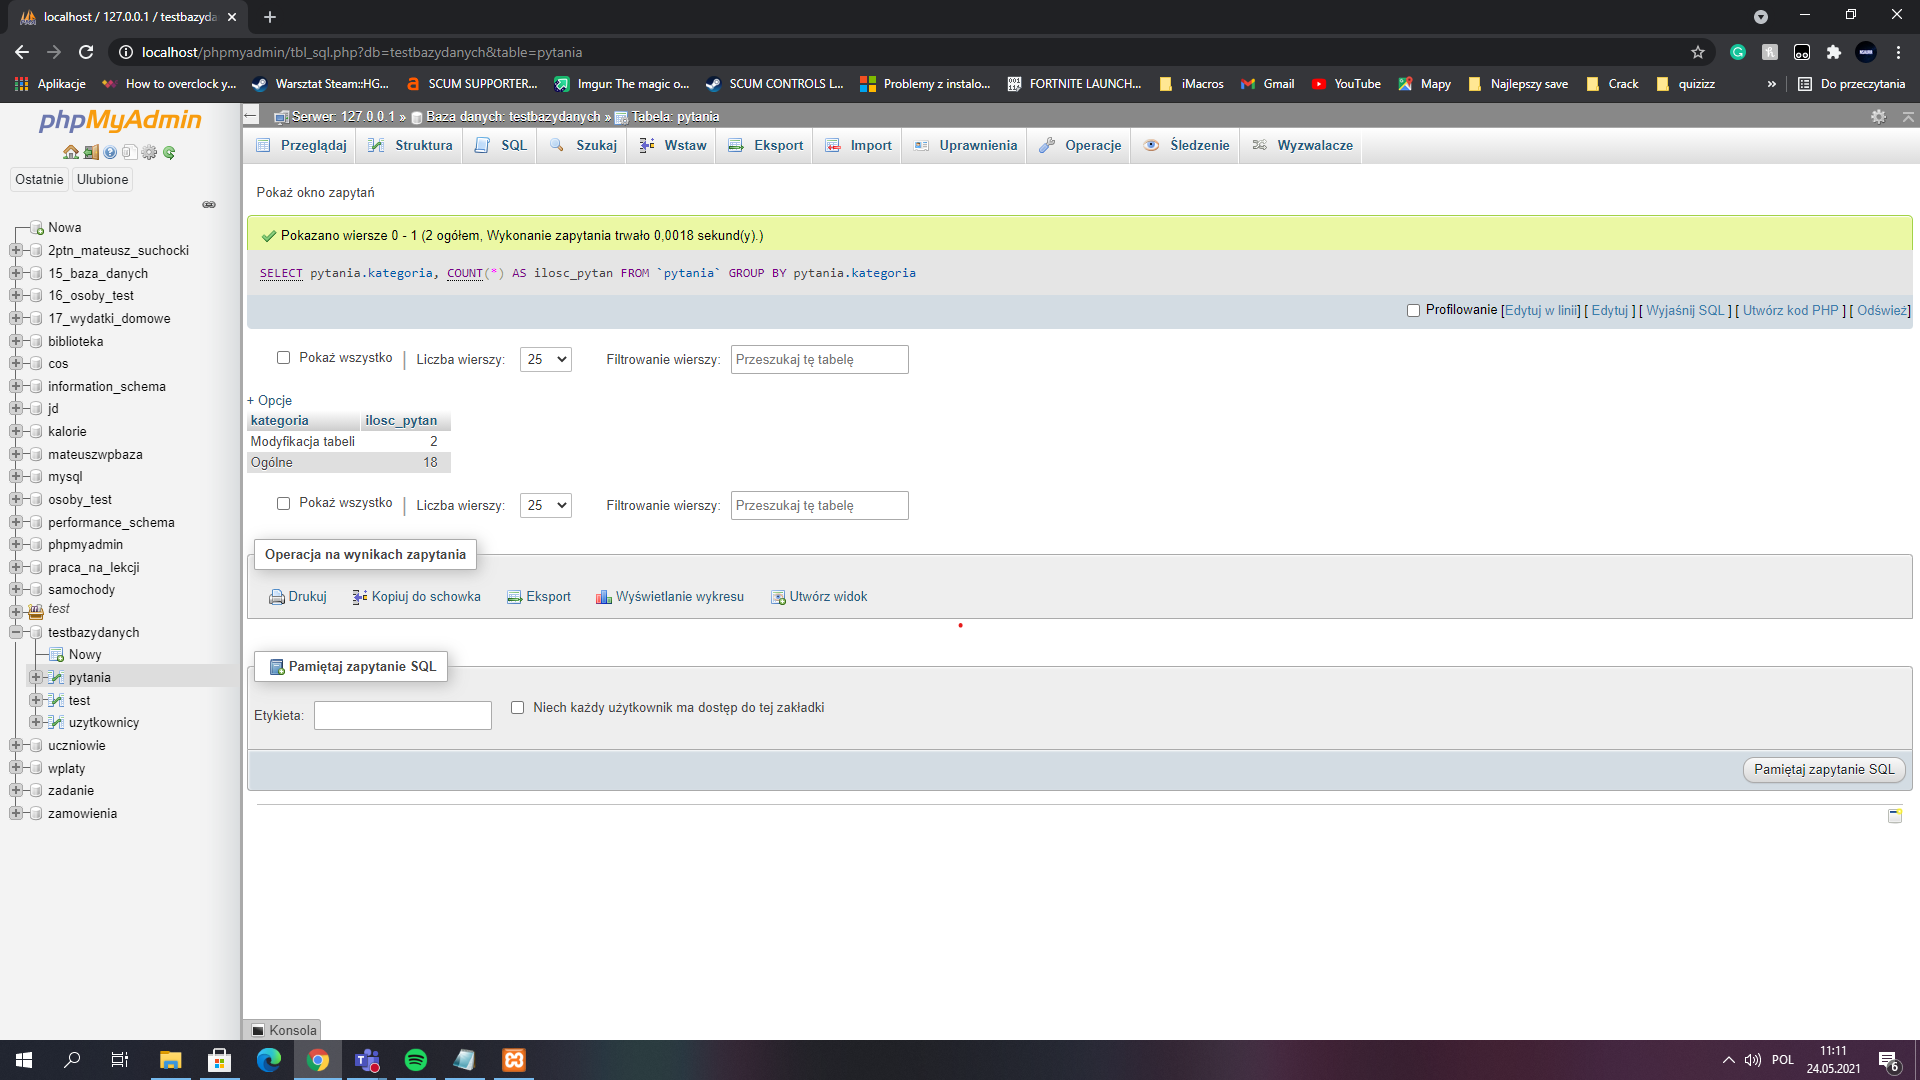 localhost / 127.0.0.1 / testbazyda
localhost/phpmyadmin/tbl_sql.php?db=testbazydanych&table=pytania
Aplikacje
How to overclock y...
Warsztat Steam::HG...
SCUM SUPPORTER...
Imgur: The magic o...
SCUM CONTROLS L...
Problemy z instalo...
FORTNITE LAUNCH...
iMacros
Gmail
YouTube
Mapy
Najlepszy save
Crack
quizizz
»
Do przeczytania
phpMyAdmin
Ostatnie
Ulubione
Nowa
2ptn_mateusz_suchocki
15_baza_danych
16_osoby_test
17_wydatki_domowe
biblioteka
cos
information_schema
jd
kalorie
mateuszwpbaza
mysql
osoby_test
performance_schema
phpmyadmin
praca_na_lekcji
samochody
test
testbazydanych
Nowy
pytania
test
uzytkownicy
uczniowie
wplaty
zadanie
zamowienia
Serwer: 127.0.0.1 » Baza danych: testbazydanych » Tabela: pytania
Przeglądaj
Struktura
SQL
Szukaj
Wstaw
Eksport
Import
Uprawnienia
Operacje
Śledzenie
Wyzwalacze
Pokaż okno zapytań
Pokazano wiersze 0 - 1 (2 ogółem, Wykonanie zapytania trwało 0,0018 sekund(y).)
SELECT pytania.kategoria, COUNT(*) AS ilosc_pytan FROM `pytania` GROUP BY pytania.kategoria
Profilowanie [Edytuj w linii] [ Edytuj ] [ Wyjaśnij SQL ] [ Utwórz kod PHP ] [ Odśwież]
Pokaż wszystko | Liczba wierszy: 25 Filtrowanie wierszy: Przeszukaj tę tabelę
+ Opcje
kategoria ilosc_pytan
Modyfikacja tabeli 2
Ogólne 18
Pokaż wszystko | Liczba wierszy: 25 Filtrowanie wierszy: Przeszukaj tę tabelę
Operacja na wynikach zapytania
Drukuj
Kopiuj do schowka
Eksport
Wyświetlanie wykresu
Utwórz widok
Pamiętaj zapytanie SQL
Etykieta:
Niech każdy użytkownik ma dostęp do tej zakładki
Pamiętaj zapytanie SQL
Konsola
POL
11:11
24.05.2021
6